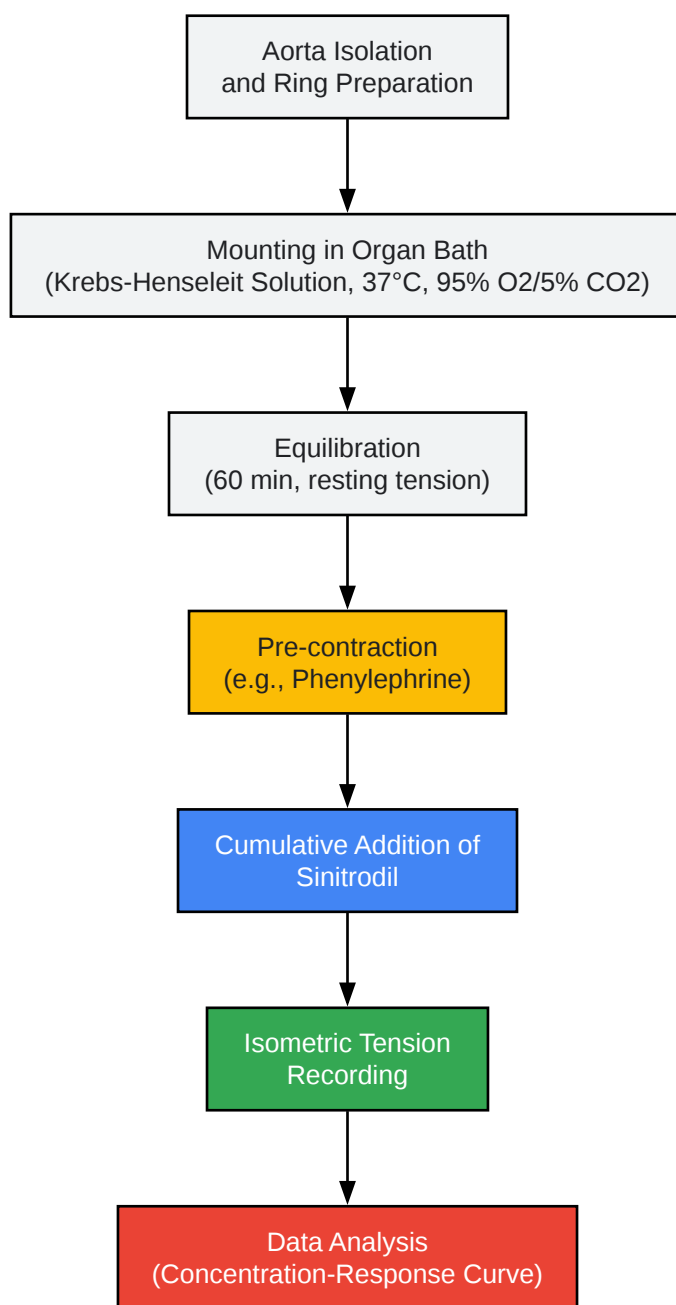 Aorta Isolation
and Ring Preparation
Mounting in Organ Bath
(Krebs-Henseleit Solution, 37°C, 95% O2/5% CO2)
Equilibration
(60 min, resting tension)
Pre-contraction
(e.g., Phenylephrine)
Cumulative Addition of
Sinitrodil
Isometric Tension
Recording
Data Analysis
(Concentration-Response Curve)